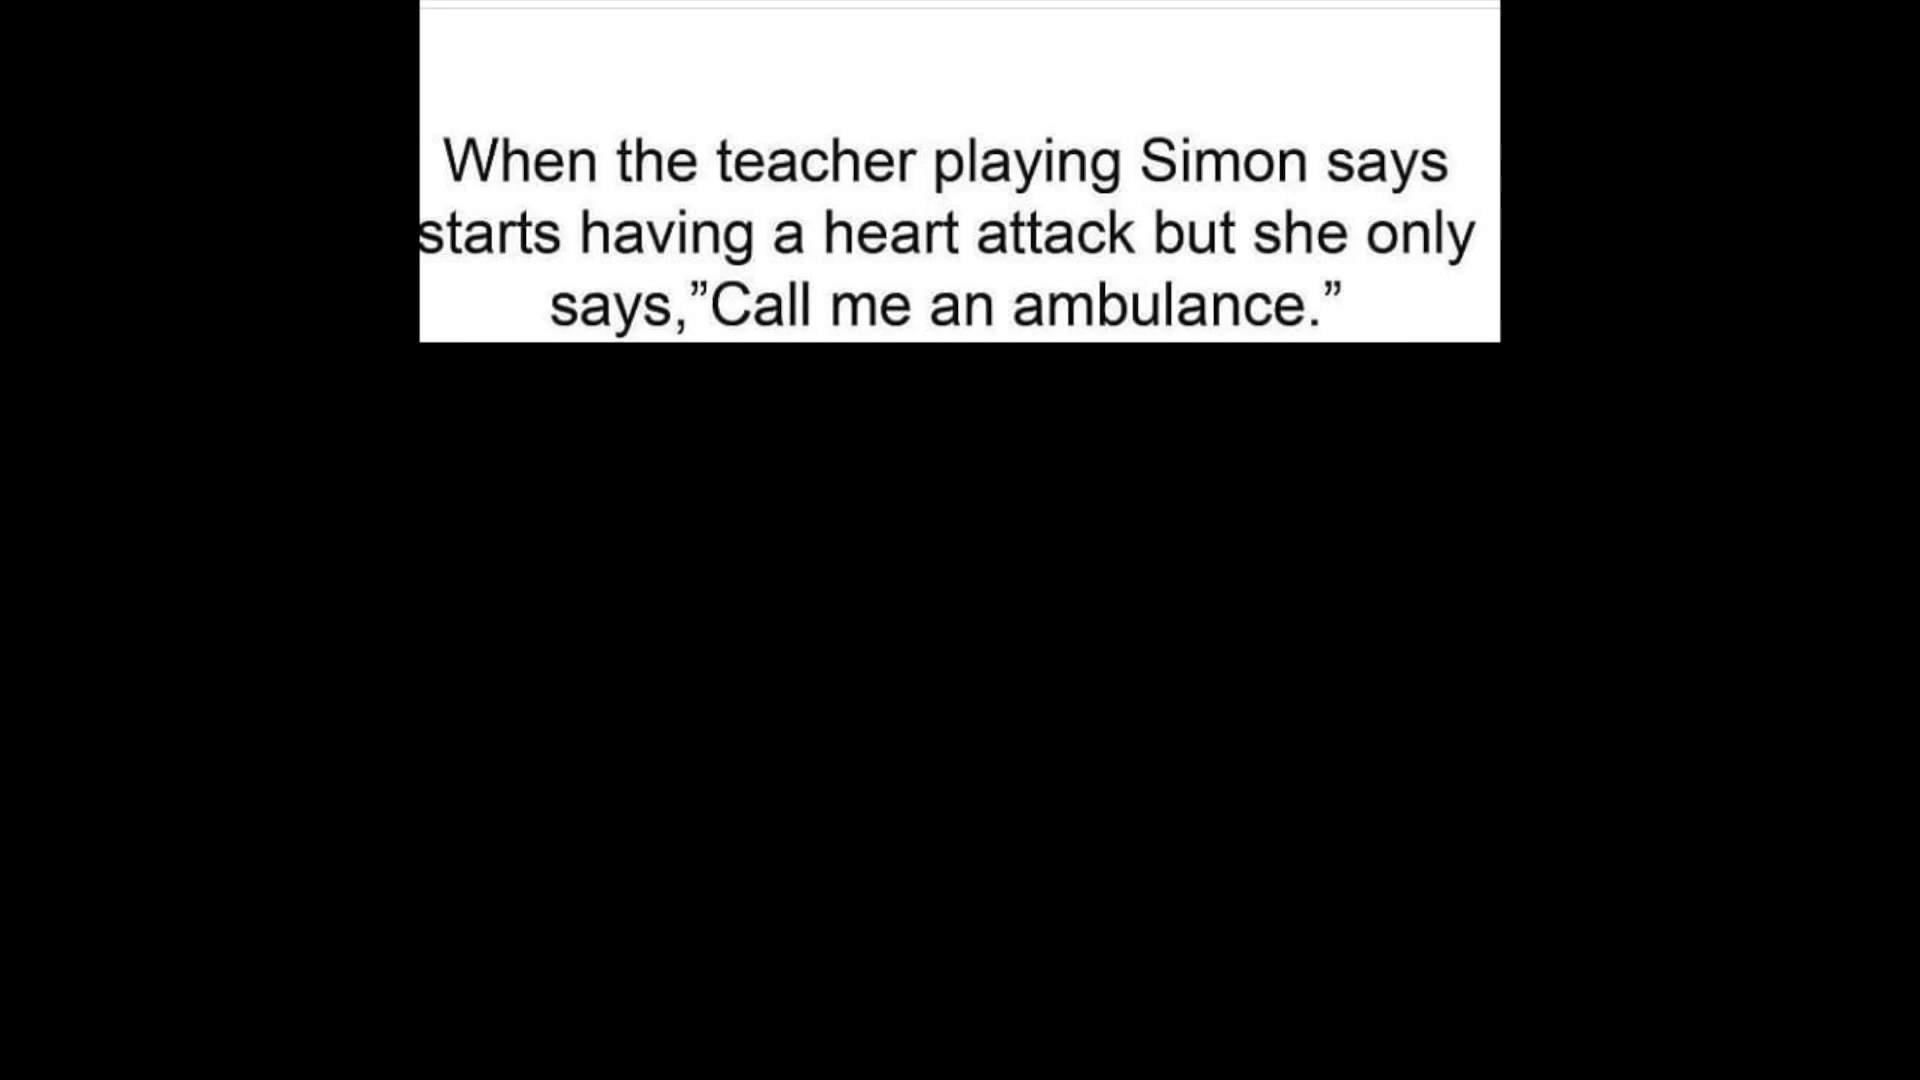 When the teacher playing Simon says
starts having a heart attack but she only
says,”Call me an ambulance.”